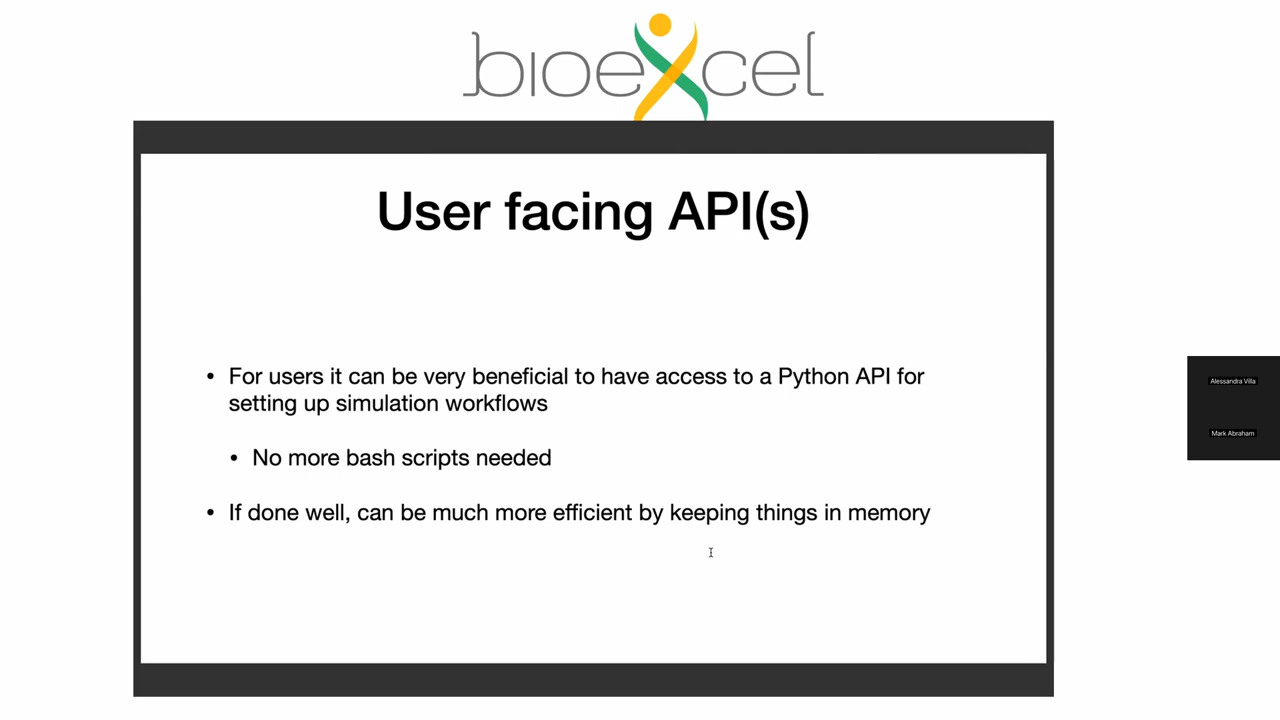 bioexcel
User facing API(s)
• For users it can be very beneficial to have access to a Python API for
setting up simulation workflows
• No more bash scripts needed
• If done well, can be much more efficient by keeping things in memory
Alessandra Villa
Mark Abraham